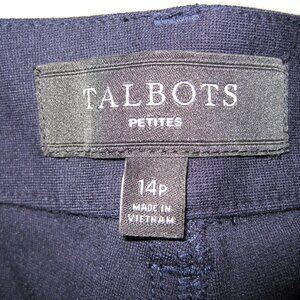 TALBOTS
PETITES
14P
MADE IN
VIETNAM